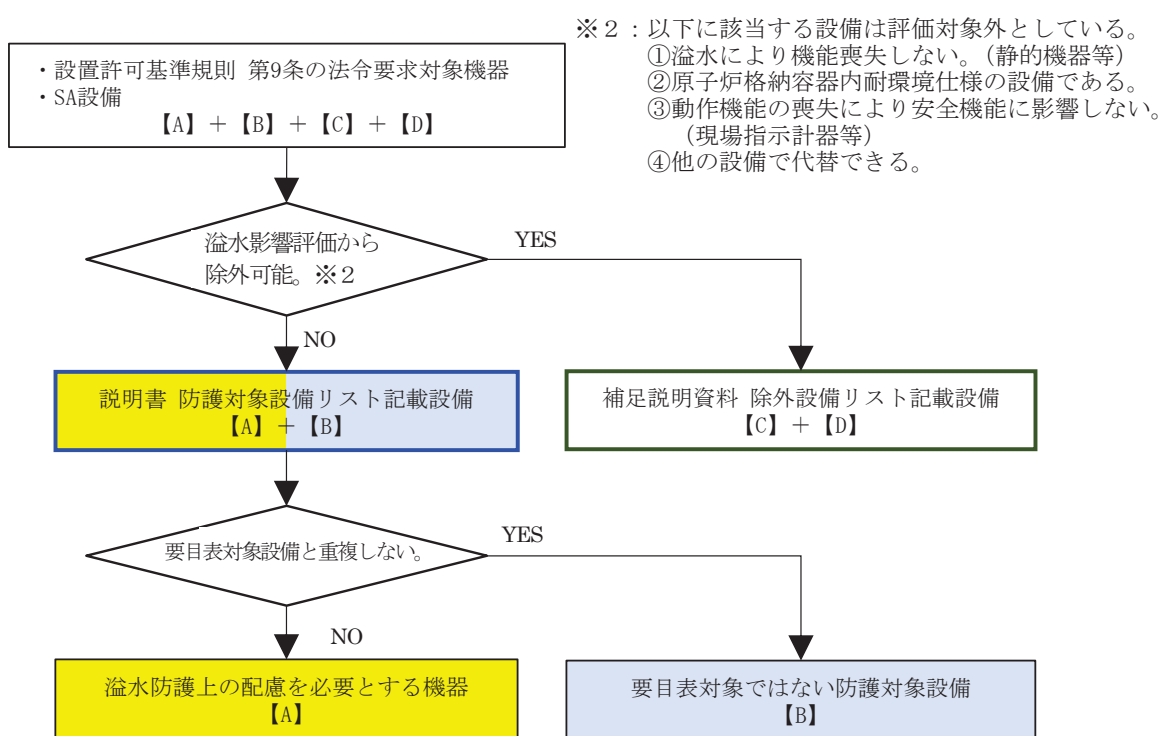 ※２：以下に該当する設備は評価対象外としている。
①溢水により機能喪失しない。（静的機器等）
②原子炉格納容器内耐環境仕様の設備である。
③動作機能の喪失により安全機能に影響しない。
（現場指示計器等）
④他の設備で代替できる。
・設置許可基準規則 第9条の法令要求対象機器
・SA設備
【A】＋【B】＋【C】＋【D】
溢水影響評価から
除外可能。※２
YES
NO
説明書 防護対象設備リスト記載設備
【A】＋【B】
補足説明資料 除外設備リスト記載設備
【C】＋【D】
要目表対象設備と重複しない。
YES
NO
溢水防護上の配慮を必要とする機器
【A】
要目表対象ではない防護対象設備
【B】